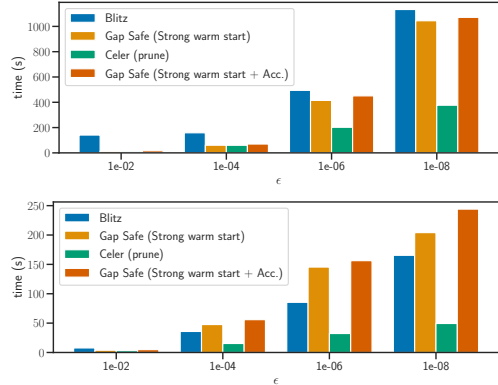 1000
800
600
400
200
0
time (s)
Blitz
Gap Safe (Strong warm start)
Celer (prune)
Gap Safe (Strong warm start + Acc.)
1e-02 1e-04 1e-06 1e-08
ϵ
250
200
150
100
50
0
time (s)
Blitz
Gap Safe (Strong warm start)
Celer (prune)
Gap Safe (Strong warm start + Acc.)
1e-02 1e-04 1e-06 1e-08
ϵ